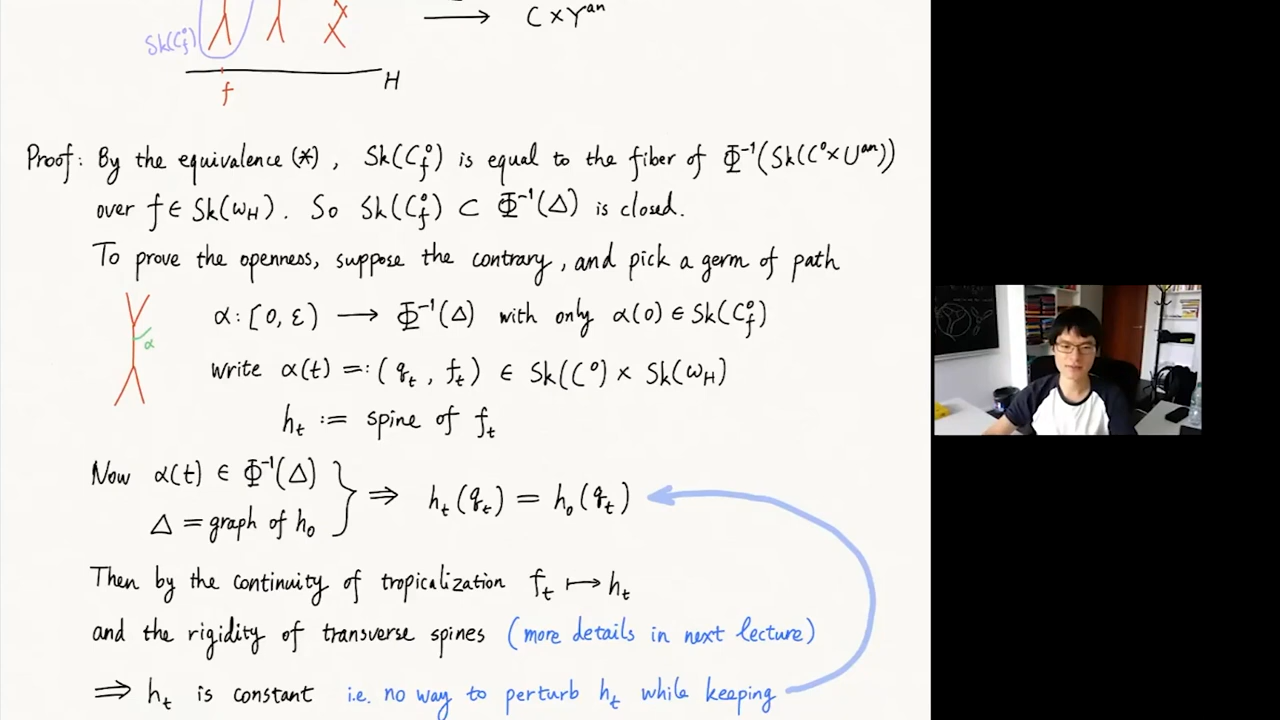 Sk(C_f°)
⟶ C × Y^an
H
f
Proof: By the equivalence (*), Sk(C_f°) is equal to the fiber of Φ⁻¹(Sk(C° × U^an))
over f ∈ Sk(ω_H). So Sk(C_f°) ⊂ Φ⁻¹(Δ) is closed.
To prove the openness, suppose the contrary, and pick a germ of path
α: [0, ε) ⟶ Φ⁻¹(Δ) with only α(0) ∈ Sk(C_f°)
α
write α(t) =: (q_t, f_t) ∈ Sk(C°) × Sk(ω_H)
h_t := spine of f_t
Now α(t) ∈ Φ⁻¹(Δ)
Δ = graph of h_0
} ⇒ h_t(q_t) = h_0(q_t)
Then by the continuity of tropicalization f_t ↦ h_t
and the rigidity of transverse spines (more details in next lecture)
⇒ h_t is constant i.e. no way to perturb h_t while keeping